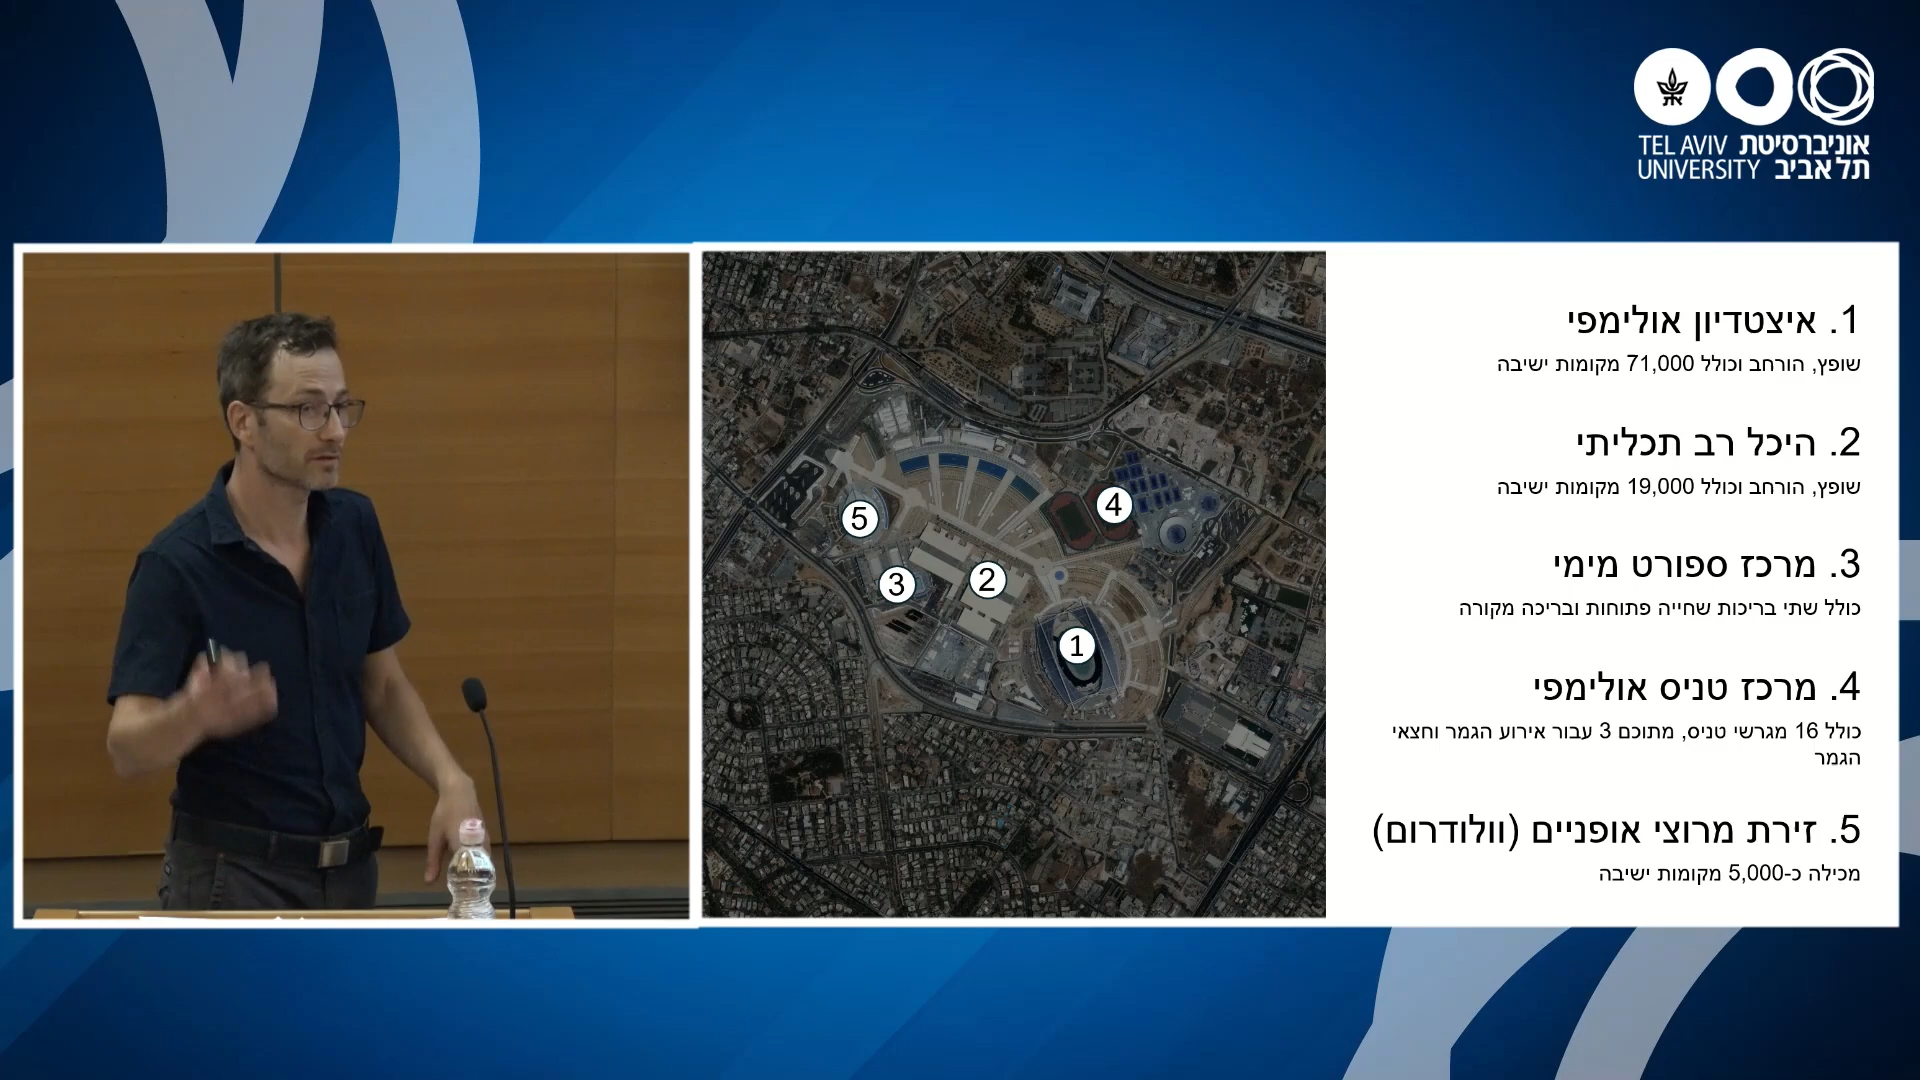 TEL AVIV אוניברסיטת
UNIVERSITY תל אביב
1. איצטדיון אולימפי
שופץ, הורחב וכולל 71,000 מקומות ישיבה
2. היכל רב תכליתי
שופץ, הורחב וכולל 19,000 מקומות ישיבה
3. מרכז ספורט מימי
כולל שתי בריכות שחייה פתוחות ובריכה מקורה
4. מרכז טניס אולימפי
כולל 16 מגרשי טניס, מתוכם 3 עבור אירוע הגמר וחצאי
הגמר
5. זירת מרוצי אופניים (וולודרום)
מכילה כ-5,000 מקומות ישיבה
4
5
2
3
1